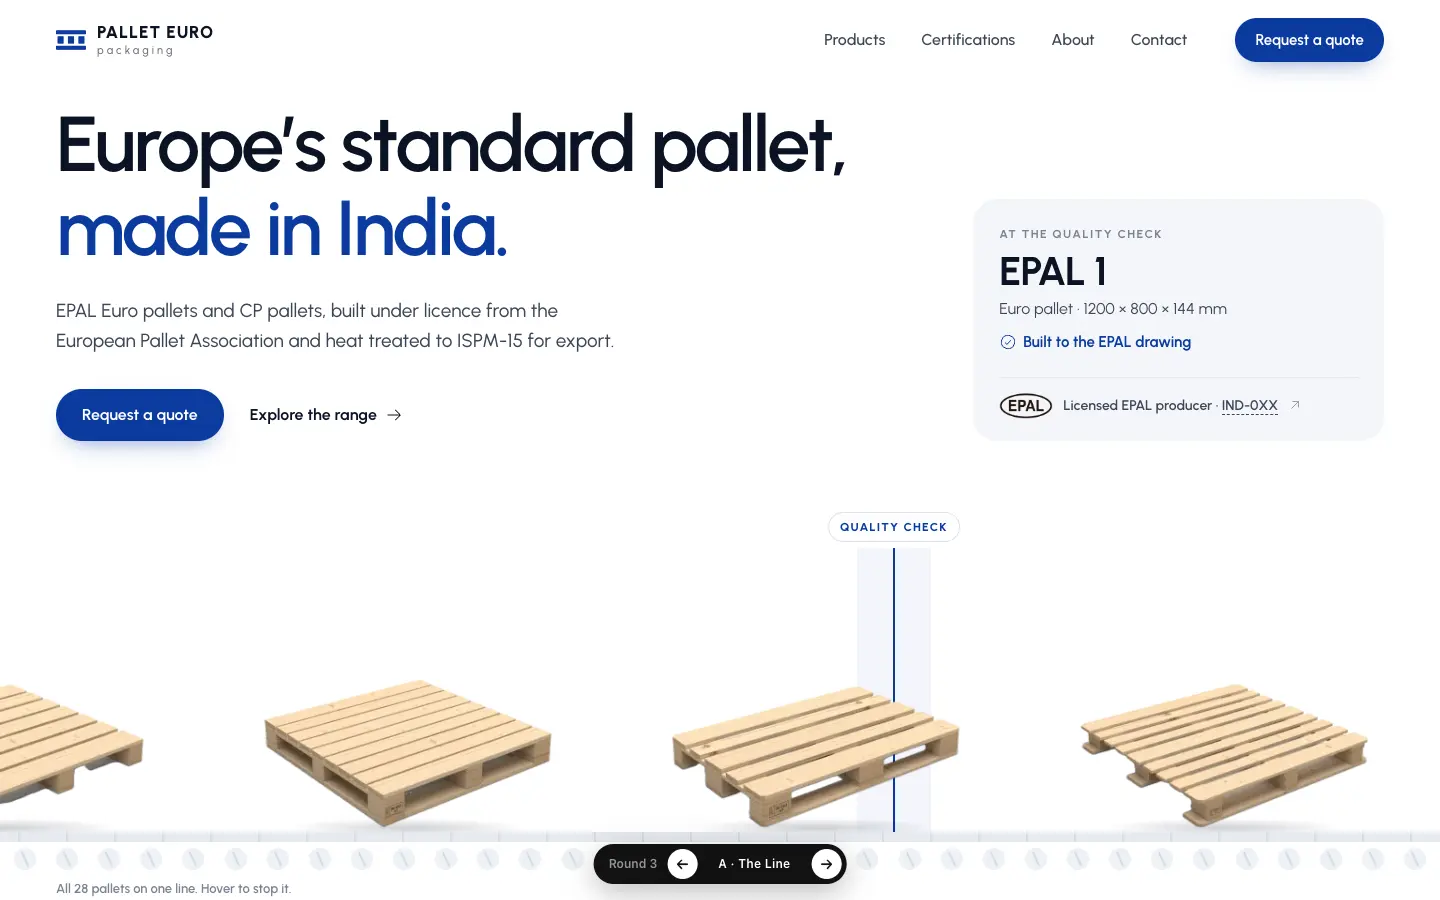 PALLET EURO
packaging
Products
Certifications
About
Contact
Request a quote
Europe's standard pallet,
made in India.
EPAL Euro pallets and CP pallets, built under licence from the
European Pallet Association and heat treated to ISPM-15 for export.
Request a quote
Explore the range
AT THE QUALITY CHECK
EPAL 1
Euro pallet · 1200 × 800 × 144 mm
Built to the EPAL drawing
EPAL
Licensed EPAL producer · IND-0XX
QUALITY CHECK
Round 3
A · The Line
All 28 pallets on one line. Hover to stop it.